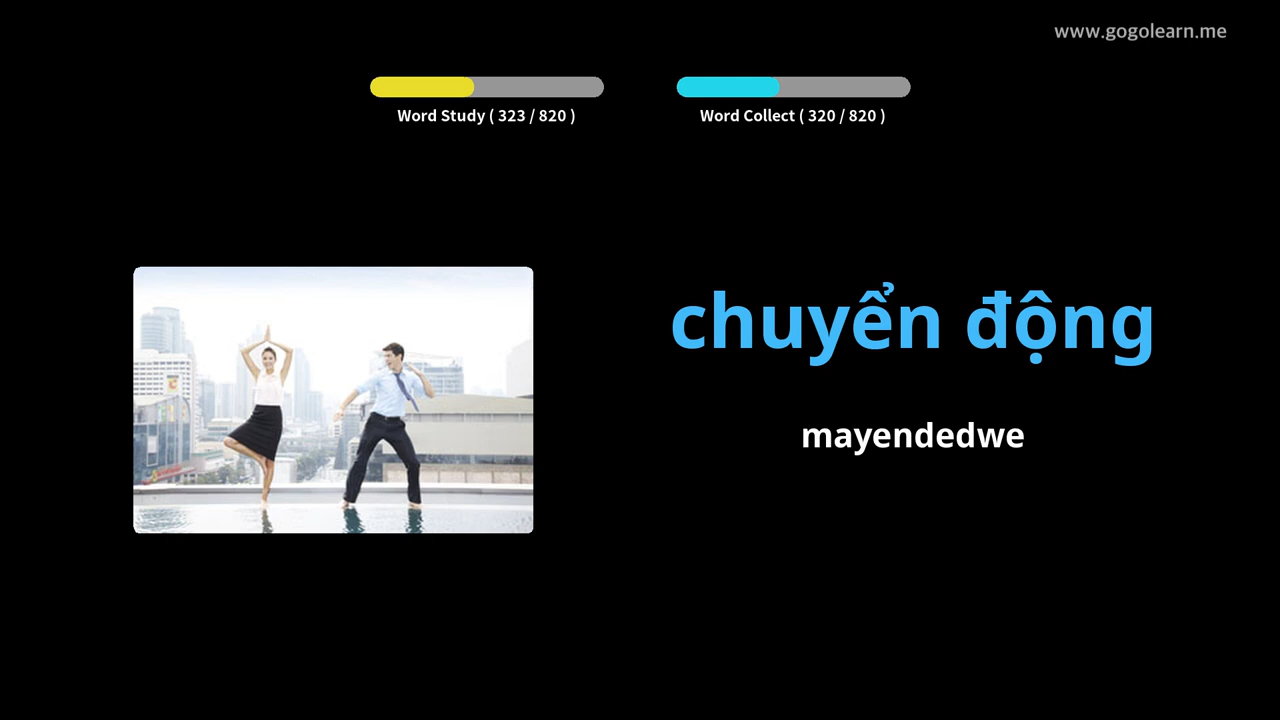 www.gogolearn.me
Word Study ( 323 / 820 )
Word Collect ( 320 / 820 )
chuyển động
mayendedwe